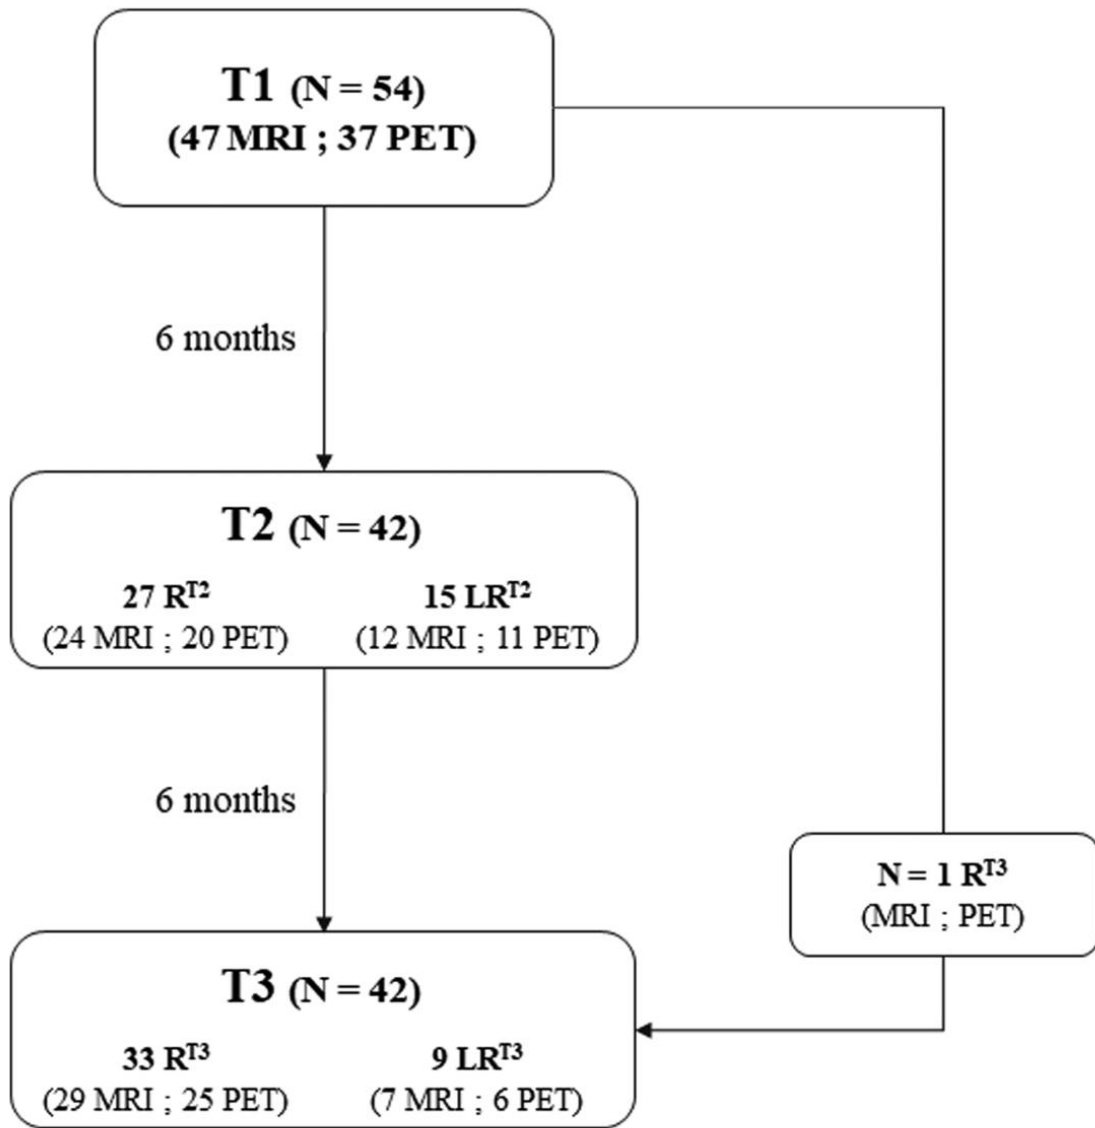 T1 (N = 54)
(47 MRI ; 37 PET)
6 months
T2 (N = 42)
27 R^T2 15 LR^T2
(24 MRI ; 20 PET) (12 MRI ; 11 PET)
6 months
N = 1 R^T3
(MRI ; PET)
T3 (N = 42)
33 R^T3 9 LR^T3
(29 MRI ; 25 PET) (7 MRI ; 6 PET)